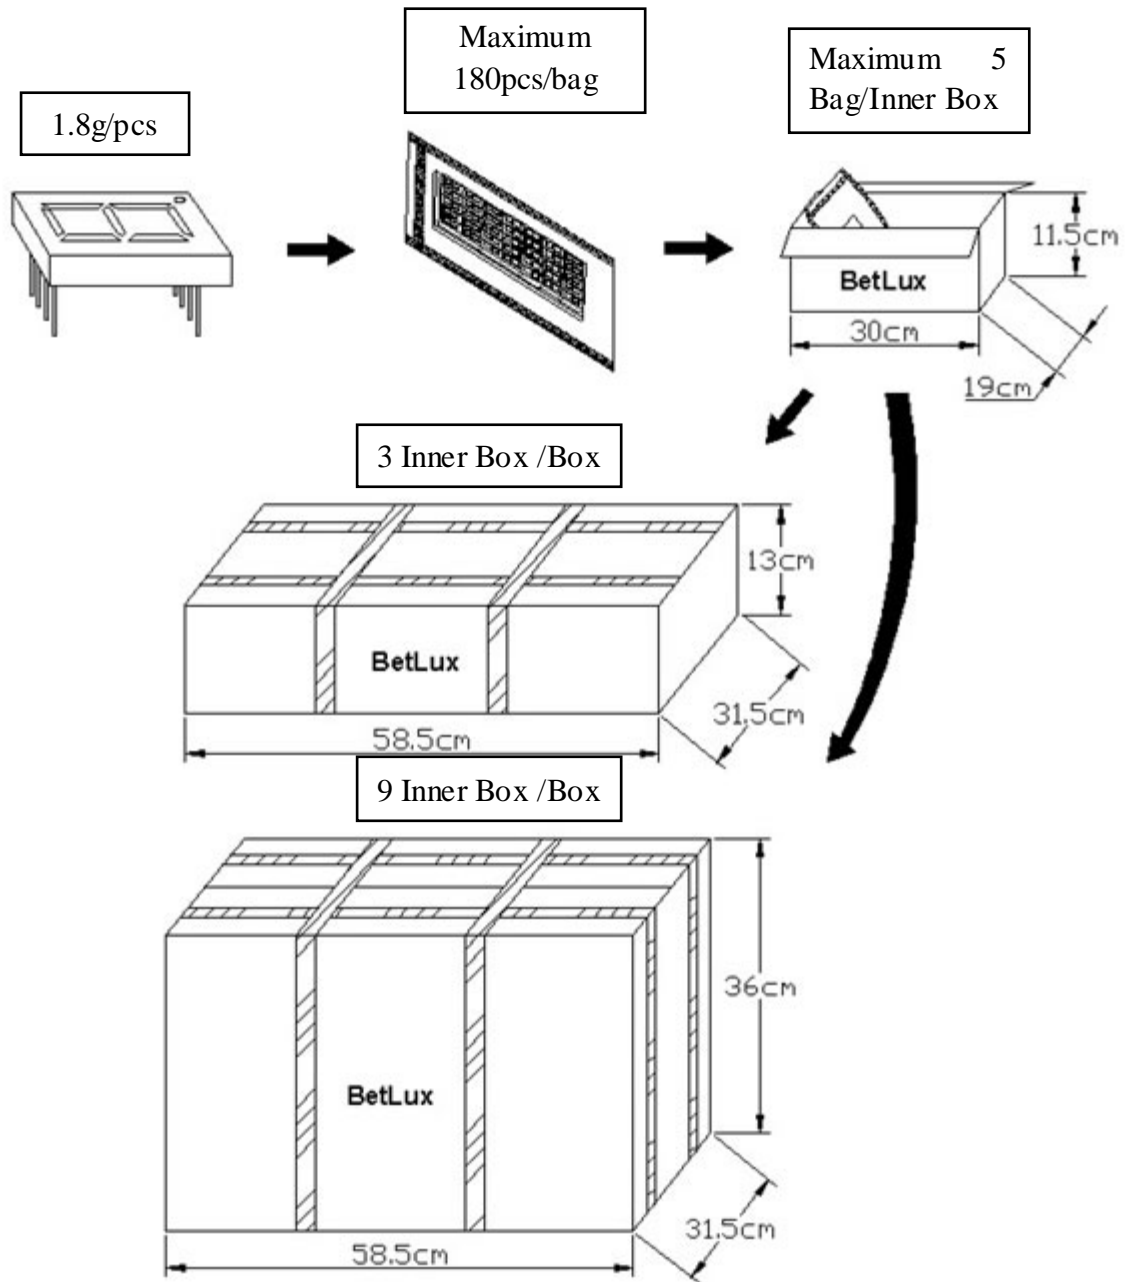 Maximum
180pcs/bag
Maximum 5
Bag/Inner Box
1.8g/pcs
11.5cm
BetLux
30cm
19cm
3 Inner Box /Box
13cm
BetLux
31.5cm
58.5cm
9 Inner Box /Box
36cm
BetLux
31.5cm
58.5cm